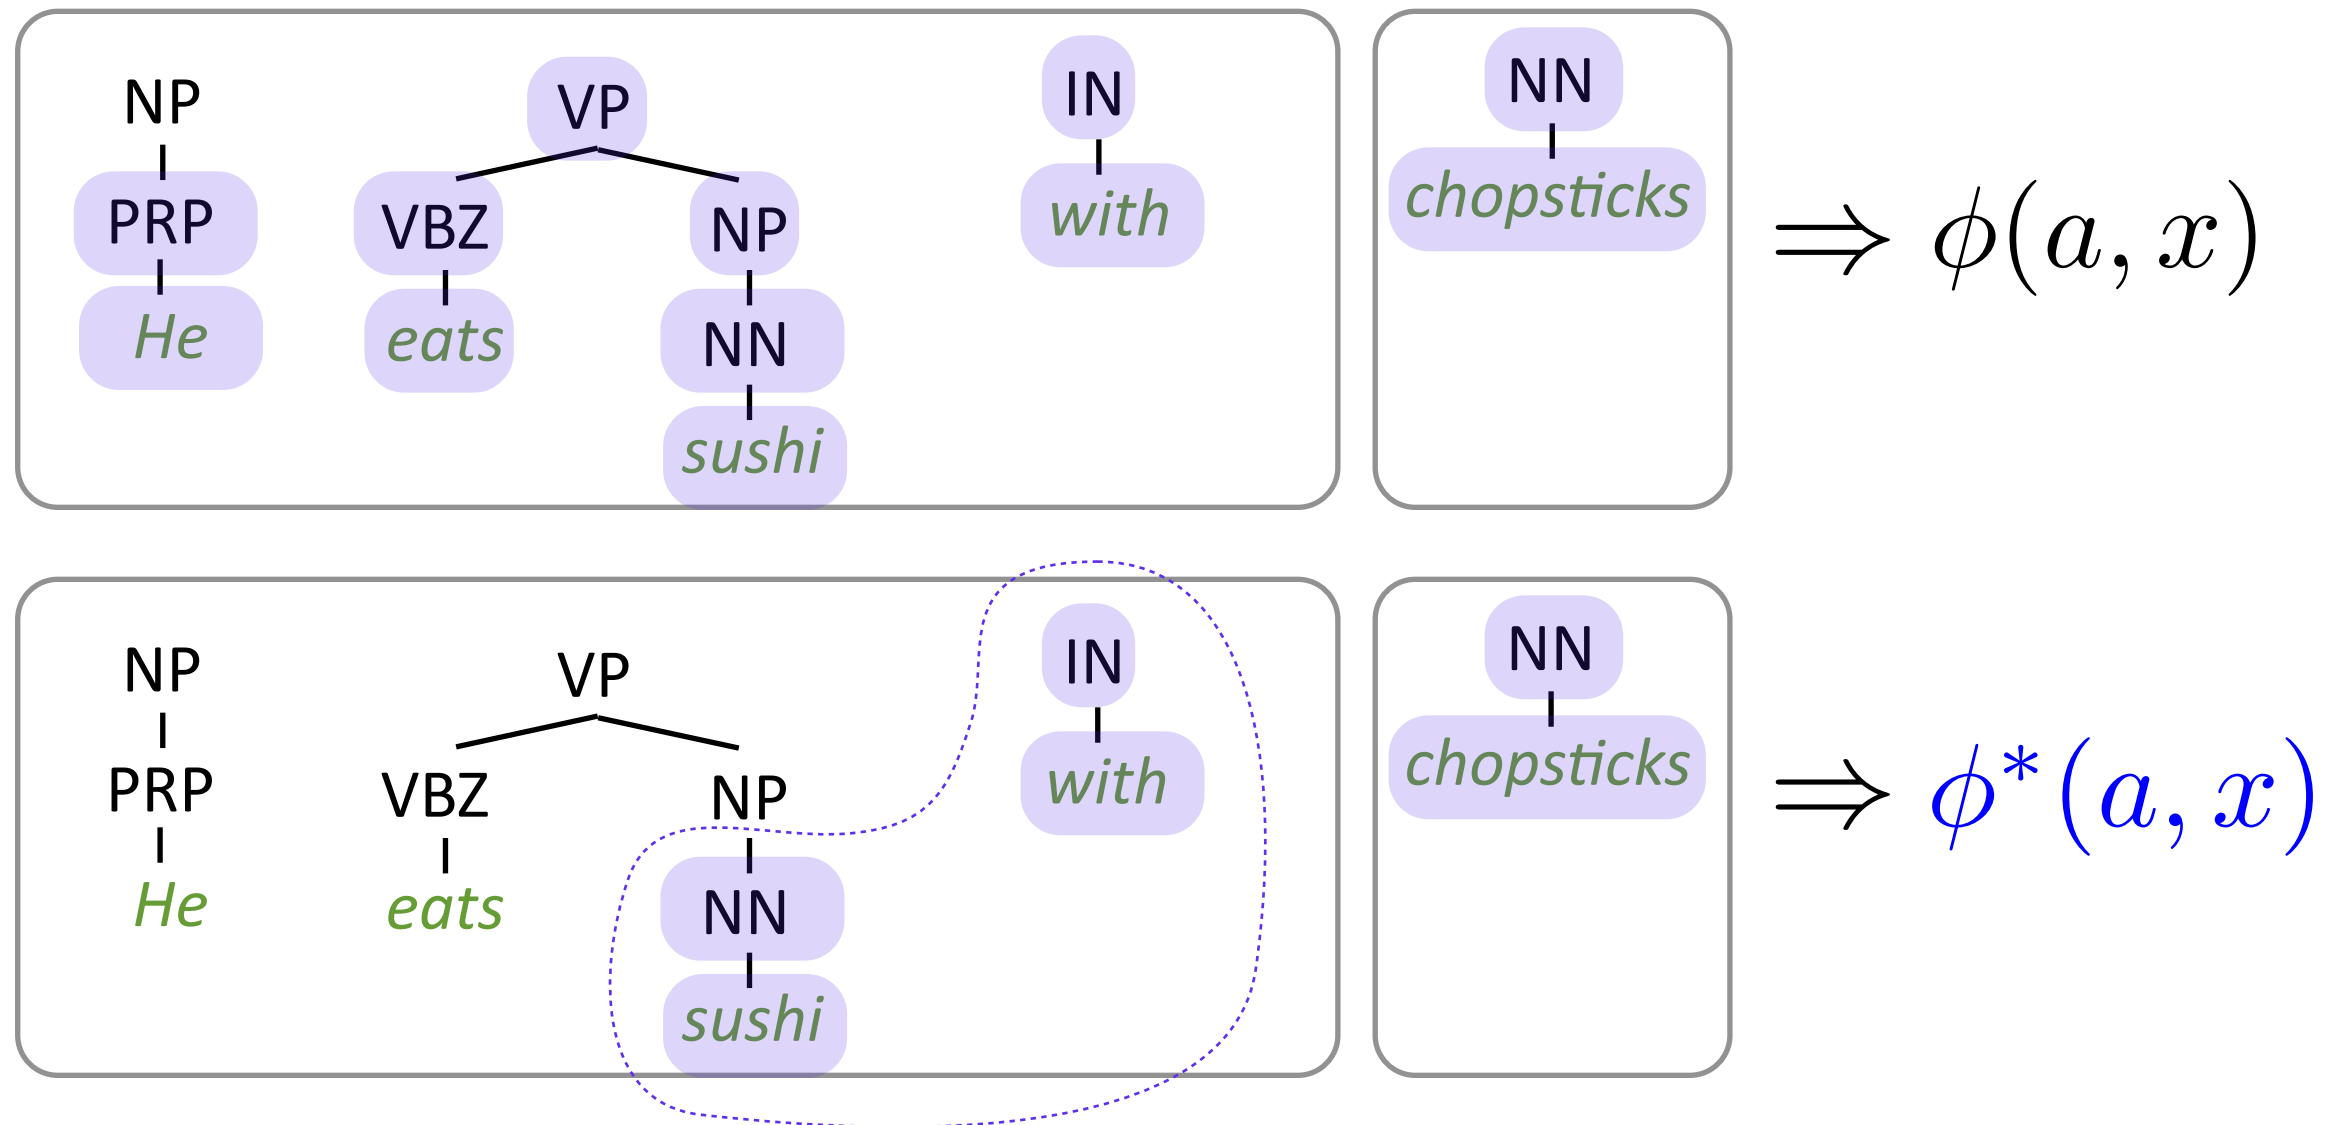 NP VP IN NN
PRP VBZ NP with chopsticks ⇒ ϕ(a, x)
He eats NN
sushi
NP VP IN NN
PRP VBZ NP with chopsticks ⇒ ϕ*(a, x)
He eats NN
sushi